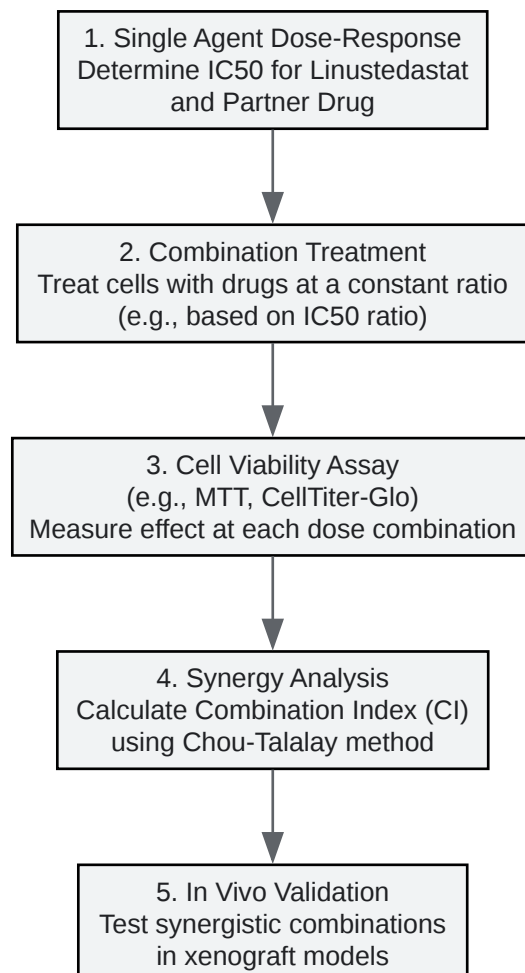 1. Single Agent Dose-Response
Determine IC50 for Linustedastat
and Partner Drug
2. Combination Treatment
Treat cells with drugs at a constant ratio
(e.g., based on IC50 ratio)
3. Cell Viability Assay
(e.g., MTT, CellTiter-Glo)
Measure effect at each dose combination
4. Synergy Analysis
Calculate Combination Index (CI)
using Chou-Talalay method
5. In Vivo Validation
Test synergistic combinations
in xenograft models